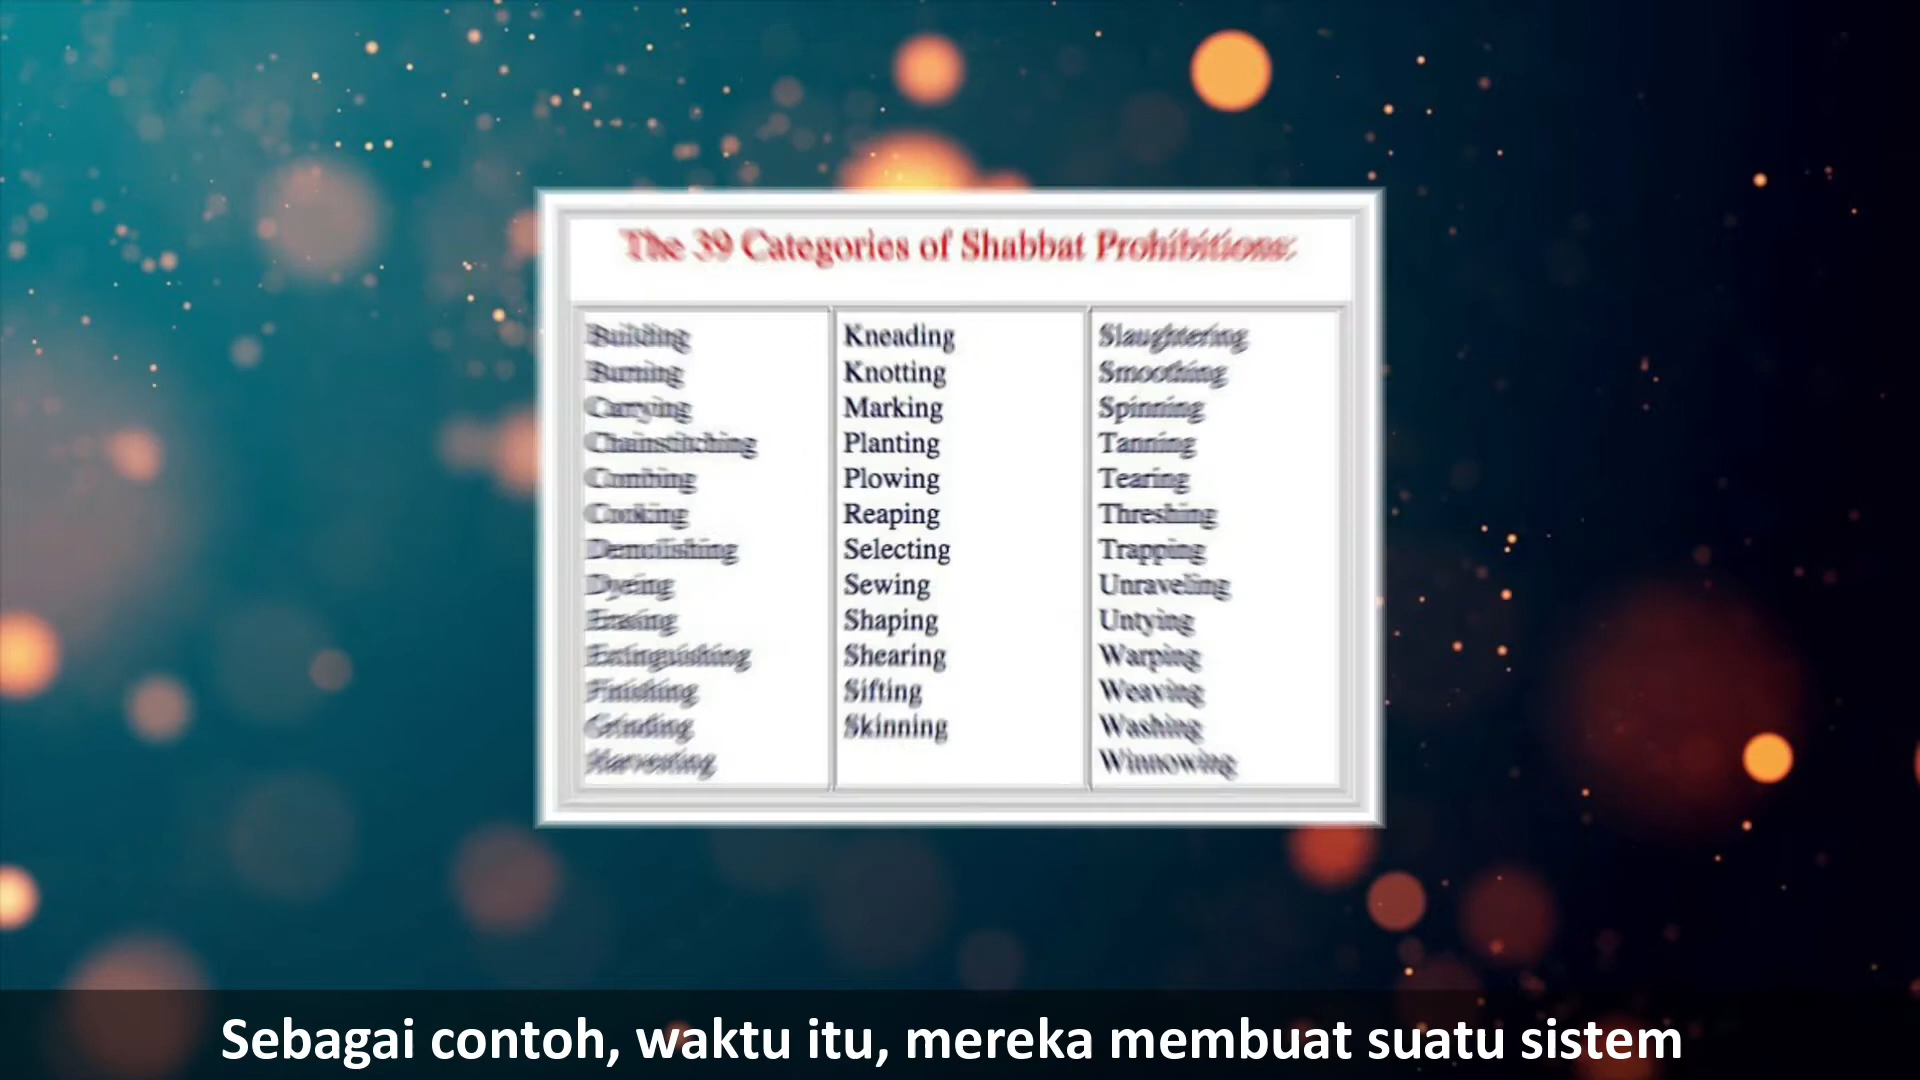 The 39 Categories of Shabbat Prohibitions:
Building
Burning
Carrying
Chainstitching
Combing
Cooking
Demolishing
Dyeing
Erasing
Extinguishing
Finishing
Grinding
Harvesting
Kneading
Knotting
Marking
Planting
Plowing
Reaping
Selecting
Sewing
Shaping
Shearing
Sifting
Skinning
Slaughtering
Smoothing
Spinning
Tanning
Tearing
Threshing
Trapping
Unraveling
Untying
Warping
Weaving
Washing
Winnowing
Sebagai contoh, waktu itu, mereka membuat suatu sistem